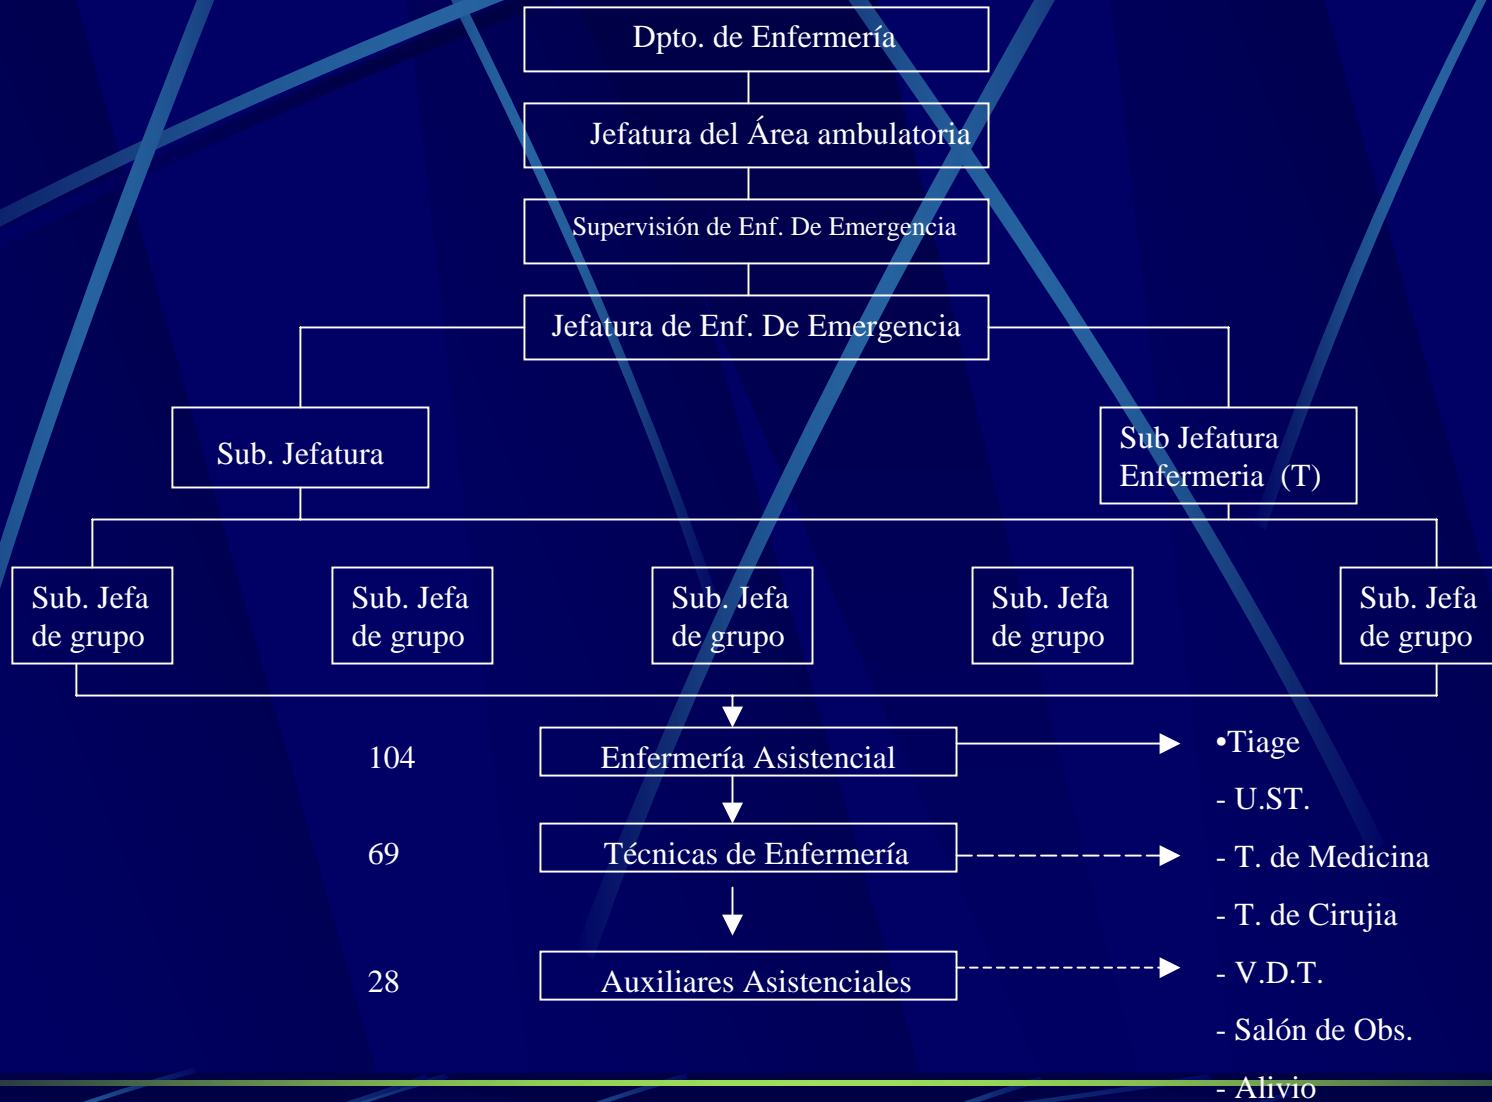 Dpto. de Enfermería
Jefatura del Área ambulatoria
Supervisión de Enf. De Emergencia
Jefatura de Enf. De Emergencia
Sub. Jefatura
Sub Jefatura
Enfermeria (T)
Sub. Jefa
de grupo
Sub. Jefa
de grupo
Sub. Jefa
de grupo
Sub. Jefa
de grupo
Sub. Jefa
de grupo
104
Enfermería Asistencial
69
Técnicas de Enfermería
28
Auxiliares Asistenciales
•Tiage
- U.ST.
- T. de Medicina
- T. de Cirujia
- V.D.T.
- Salón de Obs.
- Alivio